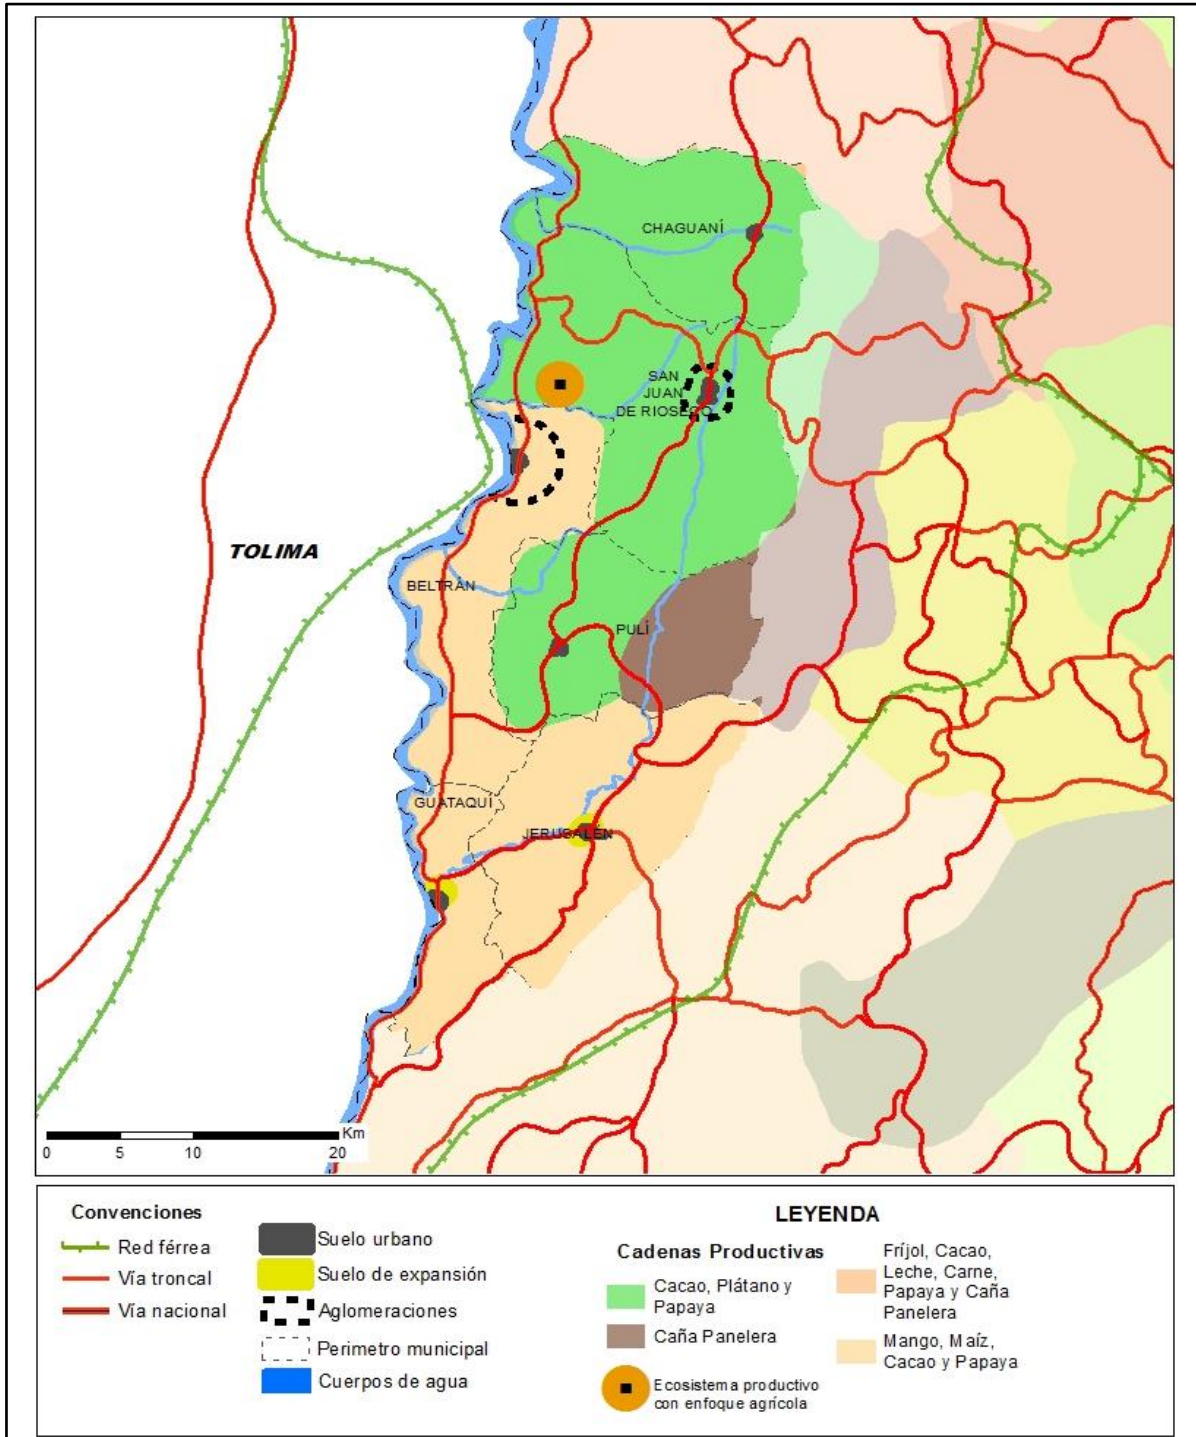 CHAGUANÍ
SAN
JUAN
DE RIOSECO
TOLIMA
BELTRÁN
PULÍ
GUATAQUÍ
JERUSALÉN
Km
0 5 10 20
Convenciones
Red férrea
Vía troncal
Vía nacional
Suelo urbano
Suelo de expansión
Aglomeraciones
Perimetro municipal
Cuerpos de agua
LEYENDA
Cadenas Productivas
Cacao, Plátano y
Papaya
Caña Panelera
Ecosistema productivo
con enfoque agrícola
Fríjol, Cacao,
Leche, Carne,
Papaya y Caña
Panelera
Mango, Maíz,
Cacao y Papaya